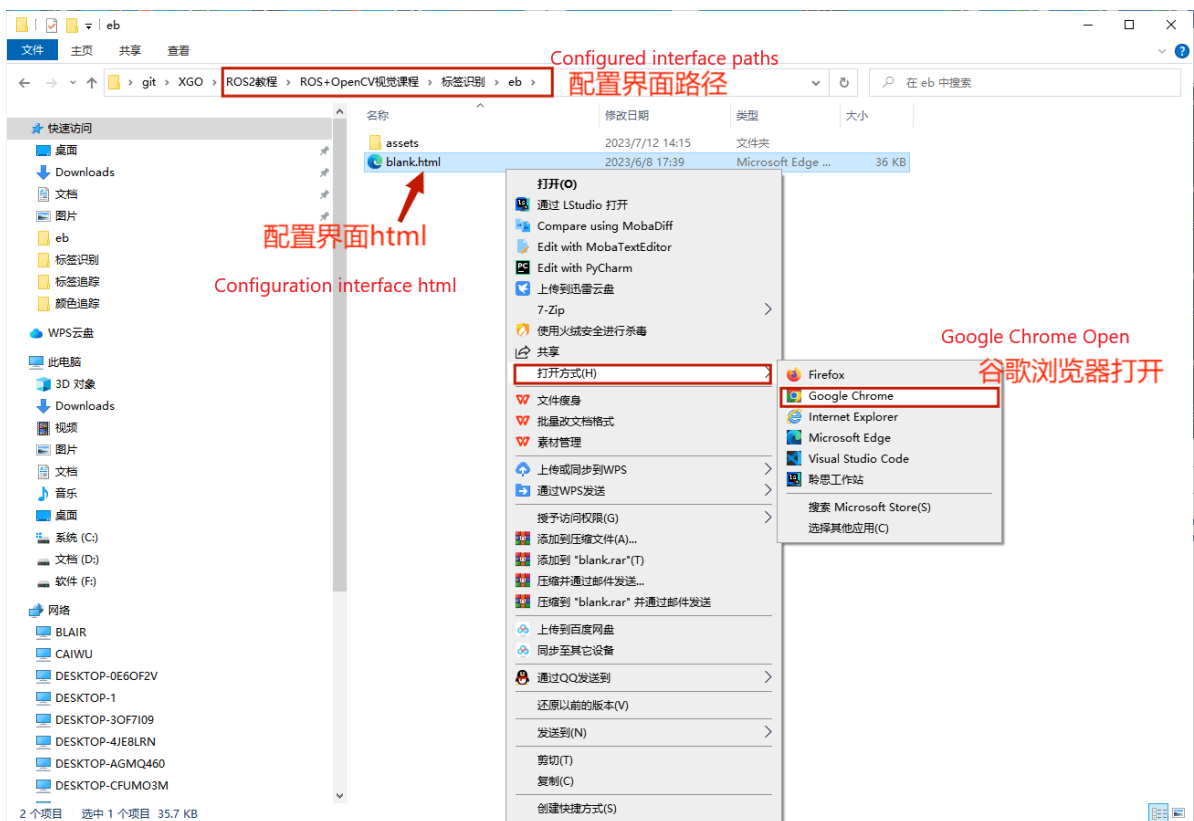 eb
文件 主页 共享 查看
Configured interface paths
配置界面路径
git › XGO › ROS2教程 › ROS+OpenCV视觉课程 › 标签识别 › eb ›
在 eb 中搜索
名称 修改日期 类型 大小
快速访问
桌面
Downloads
文档
图片
eb
标签识别
标签追踪
颜色追踪
WPS云盘
此电脑
3D 对象
Downloads
视频
图片
文档
音乐
桌面
系统 (C:)
文档 (D:)
软件 (F:)
网络
BLAIR
CAIWU
DESKTOP-0E6OF2V
DESKTOP-1
DESKTOP-3OF7I09
DESKTOP-4JE8LRN
DESKTOP-AGMQ460
DESKTOP-CFUMO3M
assets 2023/7/12 14:15 文件夹
blank.html 2023/6/8 17:39 Microsoft Edge ... 36 KB
配置界面html
Configuration interface html
打开(O)
通过 LStudio 打开
Compare using MobaDiff
Edit with MobaTextEditor
Edit with PyCharm
上传到迅雷云盘
7-Zip
使用火绒安全进行杀毒
共享
打开方式(H)
文件瘦身
批量改文档格式
素材管理
上传或同步到WPS
通过WPS发送
授予访问权限(G)
添加到压缩文件(A)...
添加到 "blank.rar"(T)
压缩并通过邮件发送...
压缩到 "blank.rar" 并通过邮件发送
上传到百度网盘
同步至其它设备
通过QQ发送到
还原以前的版本(V)
发送到(N)
剪切(T)
复制(C)
创建快捷方式(S)
Google Chrome Open
谷歌浏览器打开
Firefox
Google Chrome
Internet Explorer
Microsoft Edge
Visual Studio Code
聆思工作站
搜索 Microsoft Store(S)
选择其他应用(C)
2 个项目 选中 1 个项目 35.7 KB